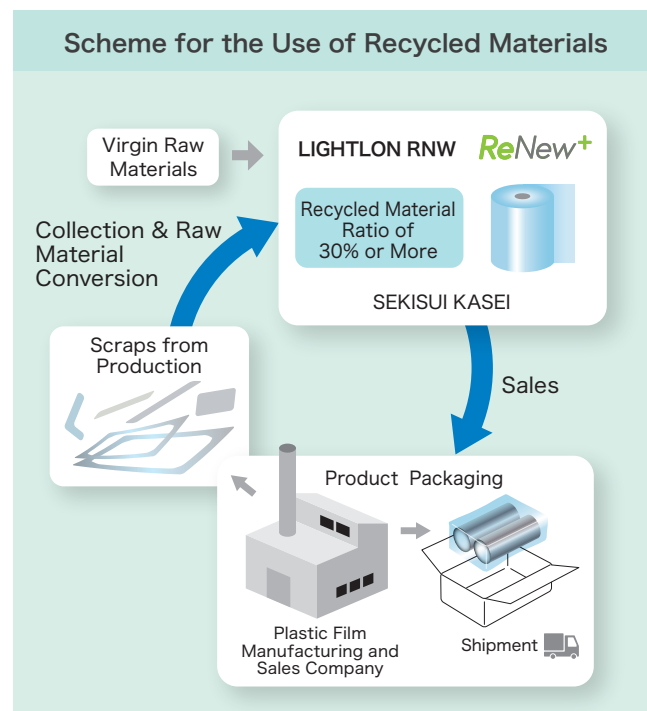 Scheme for the Use of Recycled Materials
Virgin Raw
Materials
LIGHTLON RNW
ReNew+
Recycled Material
Ratio of
30% or More
SEKISUI KASEI
Collection & Raw
Material
Conversion
Scraps from
Production
Sales
Product Packaging
Plastic Film
Manufacturing and
Sales Company
Shipment